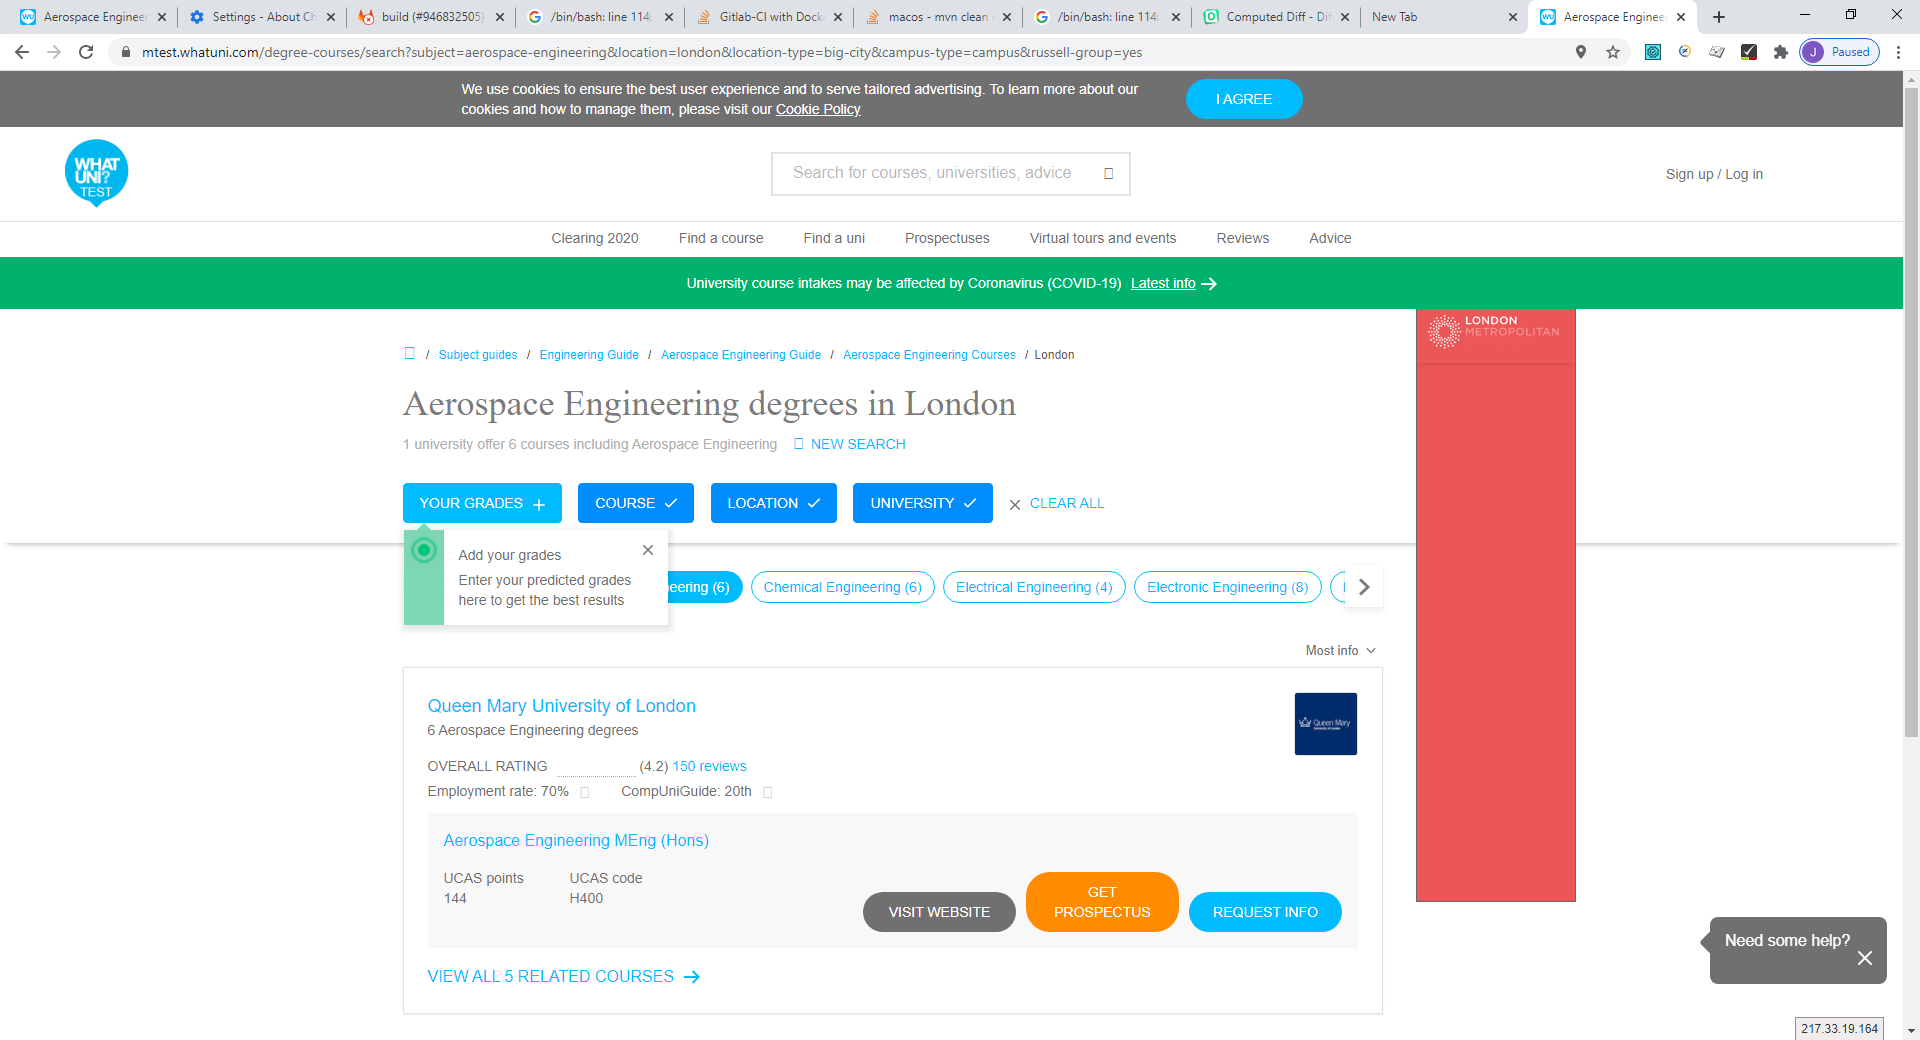 Aerospace Engineer
Settings - About Ch
build (#946832505)
/bin/bash: line 114:
Gitlab-CI with Dock
macos - mvn clean
/bin/bash: line 114:
Computed Diff - Dif
New Tab
Aerospace Engineer
mtest.whatuni.com/degree-courses/search?subject=aerospace-engineering&location=london&location-type=big-city&campus-type=campus&russell-group=yes
J Paused
We use cookies to ensure the best user experience and to serve tailored advertising. To learn more about our
cookies and how to manage them, please visit our Cookie Policy
I AGREE
WHAT
UNI?
TEST
Search for courses, universities, advice
Sign up / Log in
Clearing 2020
Find a course
Find a uni
Prospectuses
Virtual tours and events
Reviews
Advice
University course intakes may be affected by Coronavirus (COVID-19) Latest info
LONDON
METROPOLITAN
/ Subject guides / Engineering Guide / Aerospace Engineering Guide / Aerospace Engineering Courses / London
Aerospace Engineering degrees in London
1 university offer 6 courses including Aerospace Engineering
NEW SEARCH
YOUR GRADES
COURSE
LOCATION
UNIVERSITY
CLEAR ALL
Add your grades
Enter your predicted grades
here to get the best results
eering (6)
Chemical Engineering (6)
Electrical Engineering (4)
Electronic Engineering (8)
Most info
Queen Mary University of London
6 Aerospace Engineering degrees
Queen Mary
University of London
OVERALL RATING (4.2) 150 reviews
Employment rate: 70%
CompUniGuide: 20th
Aerospace Engineering MEng (Hons)
UCAS points
144
UCAS code
H400
VISIT WEBSITE
GET
PROSPECTUS
REQUEST INFO
VIEW ALL 5 RELATED COURSES
Need some help?
217.33.19.164